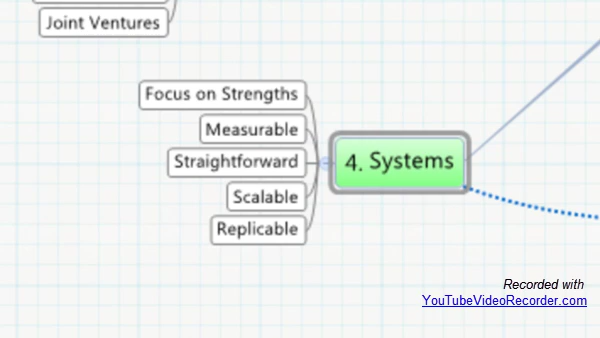 Joint Ventures
Focus on Strengths
Measurable
Straightforward
Scalable
Replicable
4. Systems
Recorded with
YouTubeVideoRecorder.com